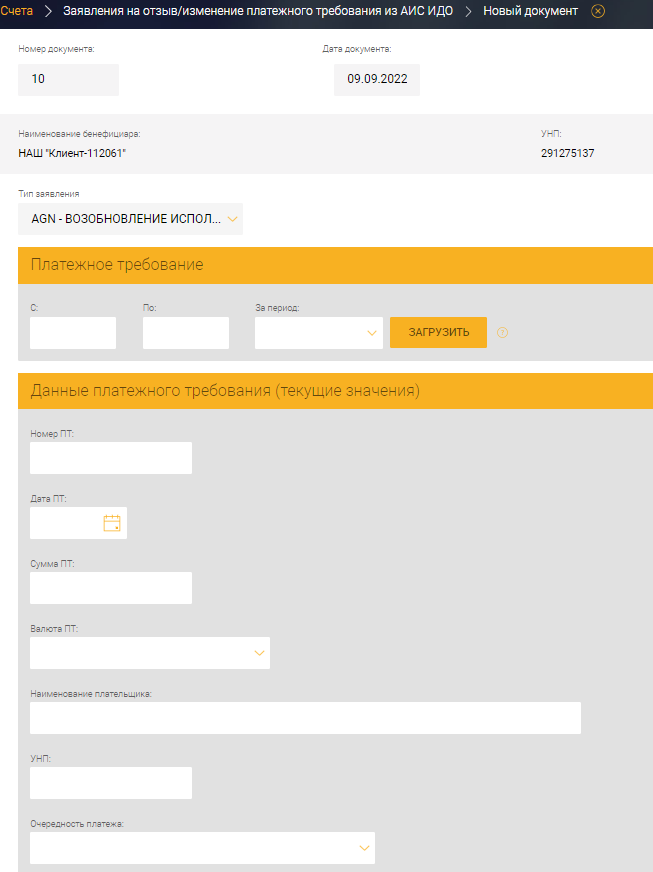 Счета Заявления на отзыв/изменение платежного требования из АИС ИДО Новый документ
Номер документа: Дата документа:
10 09.09.2022
Наименование бенефициара: УНП:
НАШ "Клиент-112061" 291275137
Тип заявления
AGN - ВОЗОБНОВЛЕНИЕ ИСПОЛ...
Платежное требование
С: По: За период:
ЗАГРУЗИТЬ ?
Данные платежного требования (текущие значения)
Номер ПТ:
Дата ПТ:
Сумма ПТ:
Валюта ПТ:
Наименование плательщика:
УНП:
Очередность платежа: